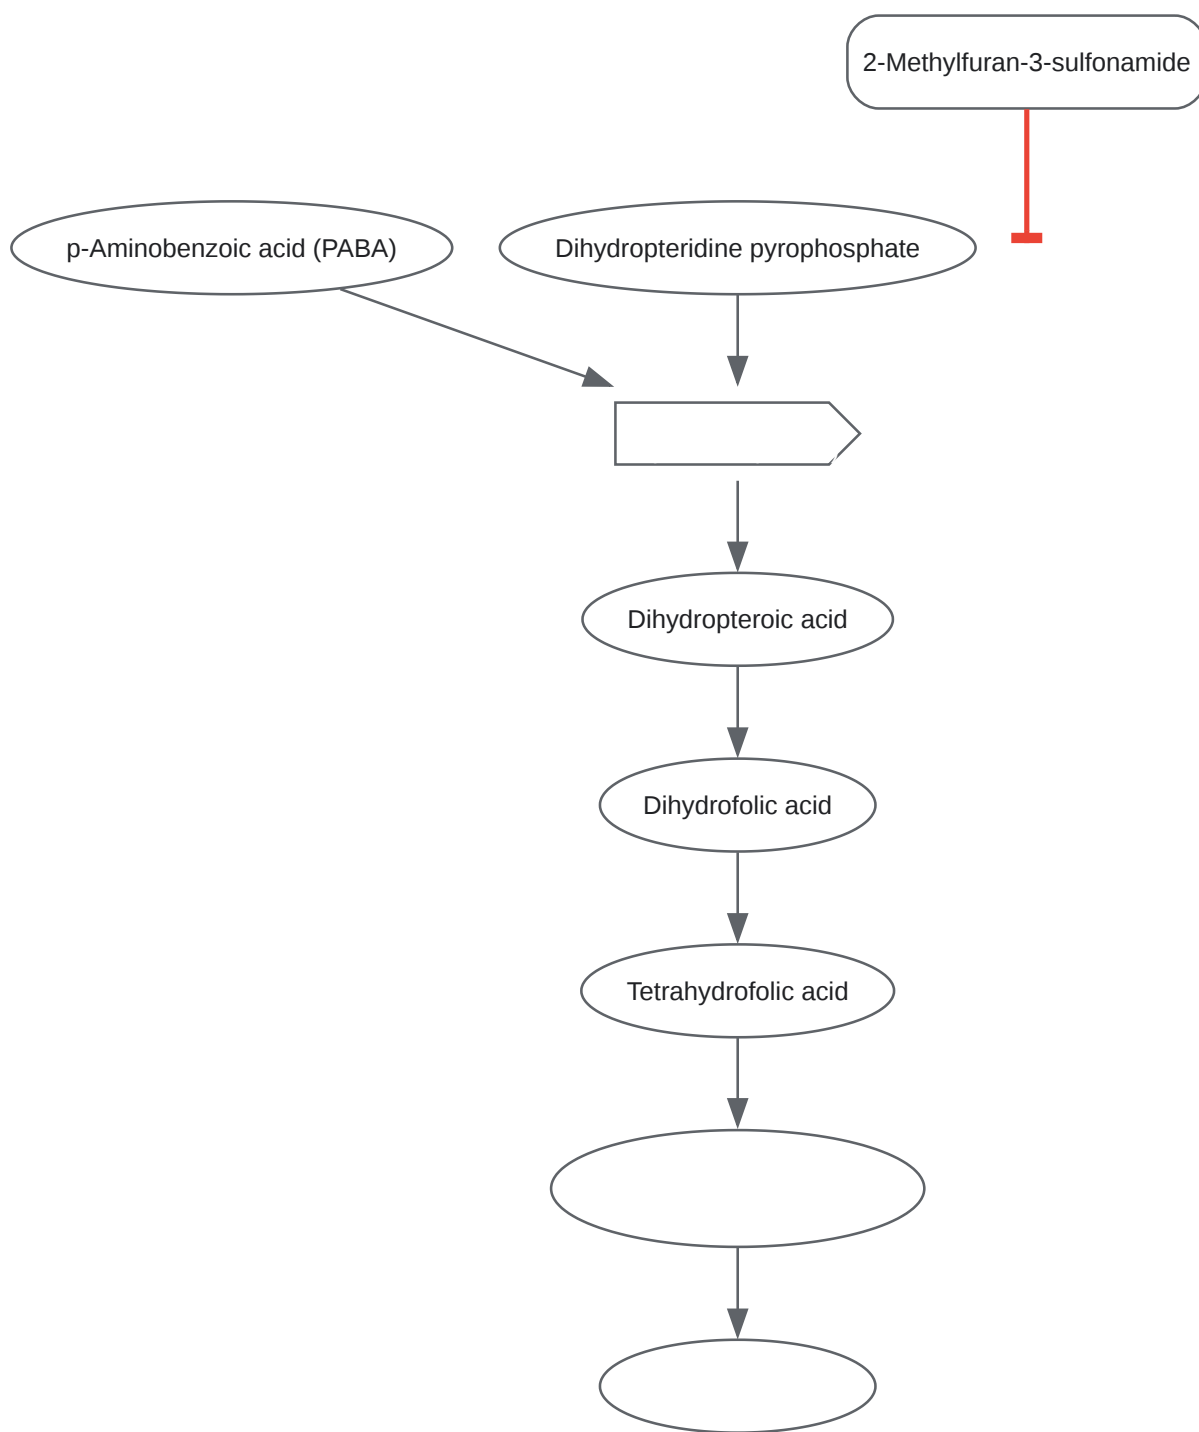 2-Methylfuran-3-sulfonamide
p-Aminobenzoic acid (PABA)
Dihydropteridine pyrophosphate
Dihydropteroic acid
Dihydrofolic acid
Tetrahydrofolic acid